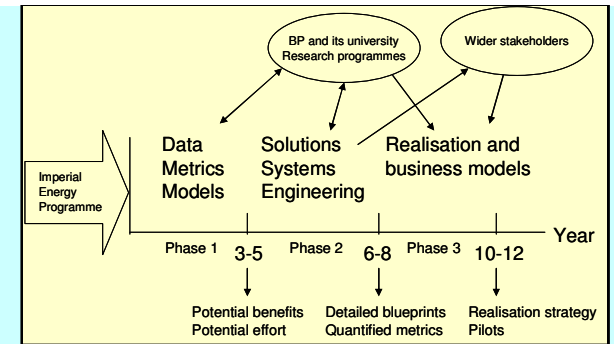 BP and its university
Research programmes
Wider stakeholders
Data
Metrics
Models
Solutions
Systems
Engineering
Realisation and
business models
Imperial
Energy
Programme
Year
Phase 1
3-5
Phase 2
6-8
Phase 3
10-12
Potential benefits
Potential effort
Detailed blueprints
Quantified metrics
Realisation strategy
Pilots